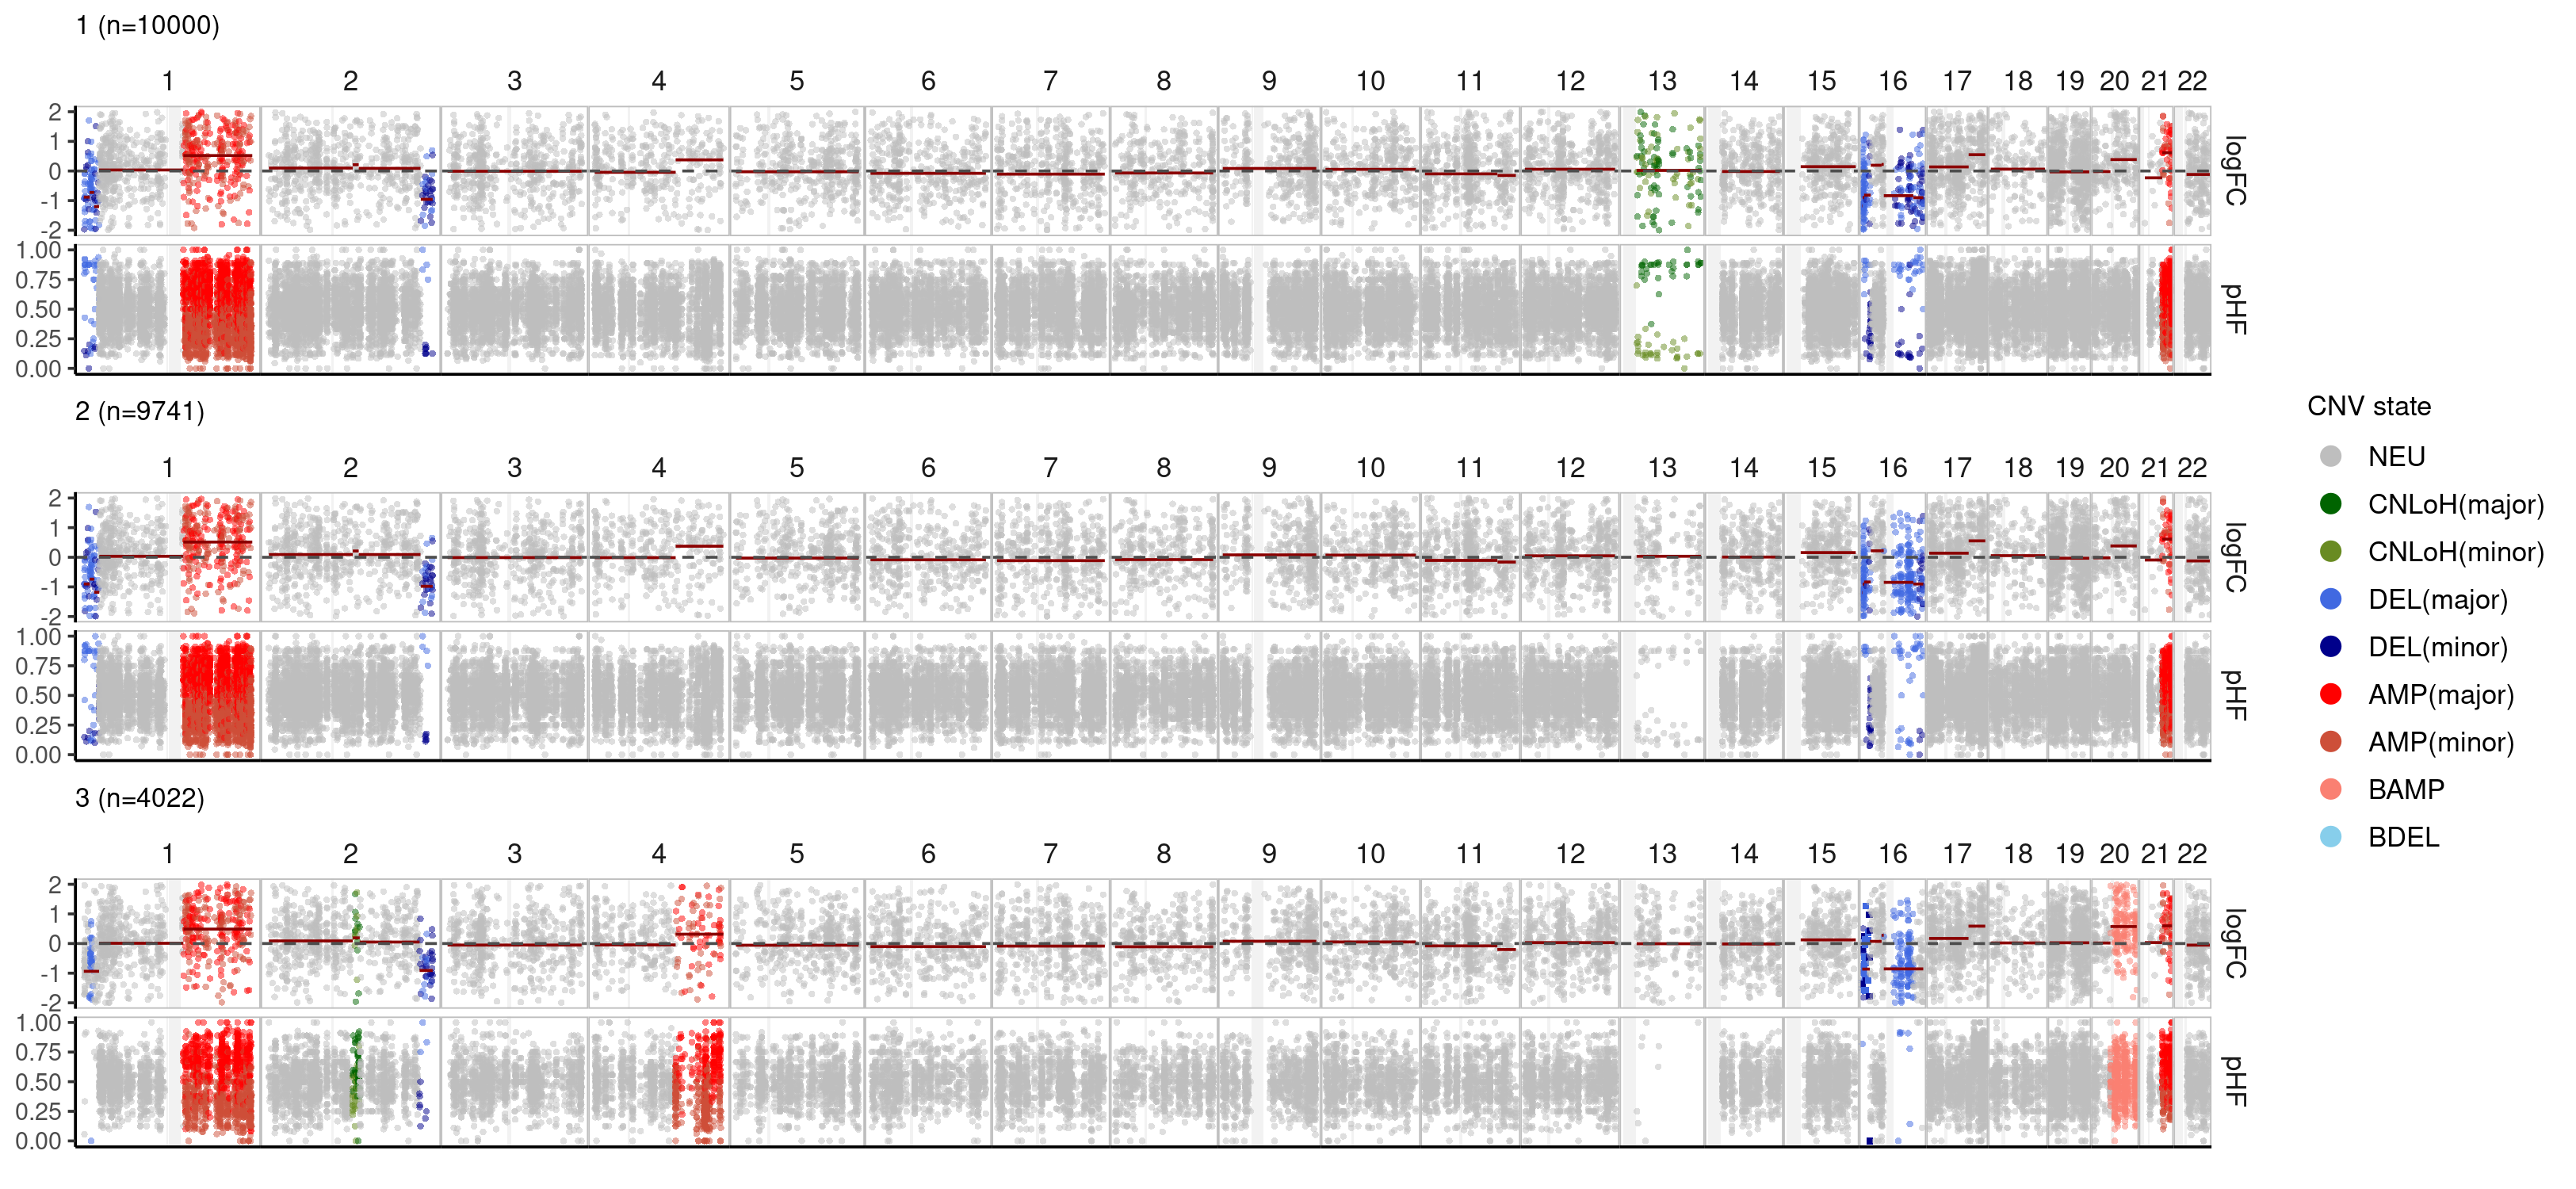 1 (n=10000)
1 2 3 4 5 6 7 8 9 10 11 12 13 14 15 16 17 18 19 20 21 22
2
1
0
-1
-2
logFC
1.00
0.75
0.50
0.25
0.00
pHF
2 (n=9741)
1 2 3 4 5 6 7 8 9 10 11 12 13 14 15 16 17 18 19 20 21 22
2
1
0
-1
-2
logFC
1.00
0.75
0.50
0.25
0.00
pHF
3 (n=4022)
1 2 3 4 5 6 7 8 9 10 11 12 13 14 15 16 17 18 19 20 21 22
2
1
0
-1
-2
logFC
1.00
0.75
0.50
0.25
0.00
pHF
CNV state
NEU
CNLoH(major)
CNLoH(minor)
DEL(major)
DEL(minor)
AMP(major)
AMP(minor)
BAMP
BDEL